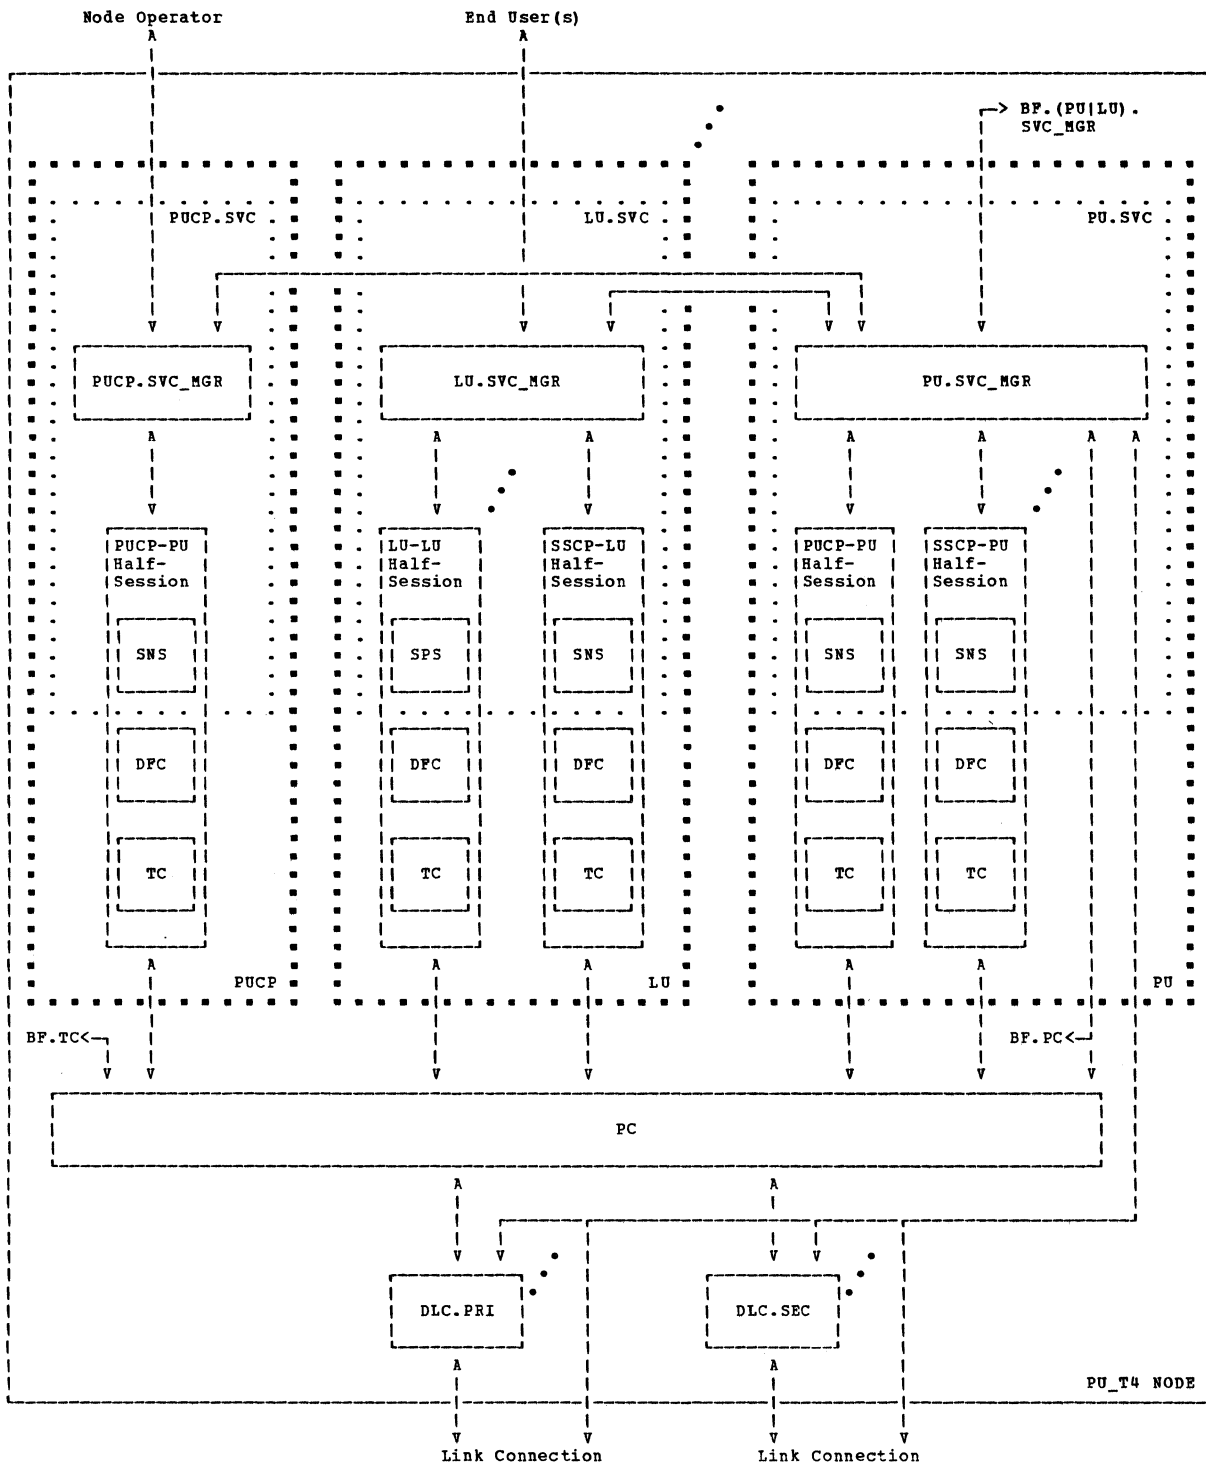 Node Operator
End User(s)
BF.(PU|LU).
SVC_MGR
PUCP.SVC
LU.SVC
PU.SVC
PUCP.SVC_MGR
LU.SVC_MGR
PU.SVC_MGR
PUCP-PU
Half-
Session
LU-LU
Half-
Session
SSCP-LU
Half-
Session
PUCP-PU
Half-
Session
SSCP-PU
Half-
Session
SNS
SPS
SNS
SNS
SNS
DFC
DFC
DFC
DFC
DFC
TC
TC
TC
TC
TC
PUCP
LU
PU
BF.TC
BF.PC
PC
DLC.PRI
DLC.SEC
PU_T4 NODE
Link Connection
Link Connection